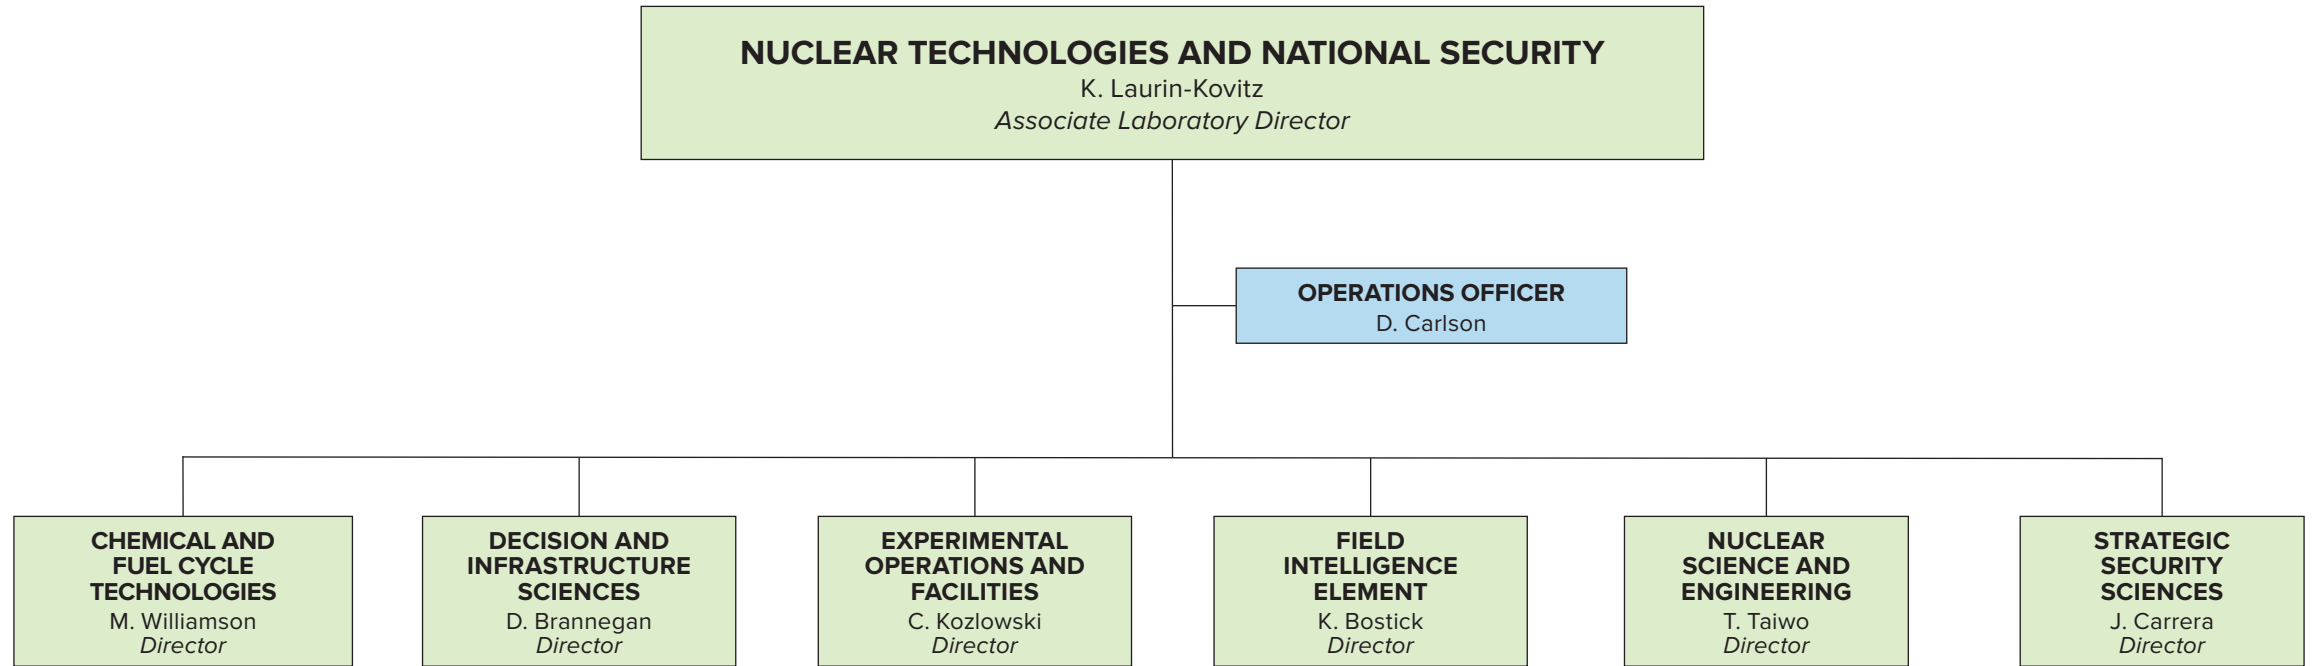 NUCLEAR TECHNOLOGIES AND NATIONAL SECURITY
K. Laurin-Kovitz
Associate Laboratory Director
OPERATIONS OFFICER
D. Carlson
CHEMICAL AND
FUEL CYCLE
TECHNOLOGIES
M. Williamson
Director
DECISION AND
INFRASTRUCTURE
SCIENCES
D. Brannegan
Director
EXPERIMENTAL
OPERATIONS AND
FACILITIES
C. Kozlowski
Director
FIELD
INTELLIGENCE
ELEMENT
K. Bostick
Director
NUCLEAR
SCIENCE AND
ENGINEERING
T. Taiwo
Director
STRATEGIC
SECURITY
SCIENCES
J. Carrera
Director